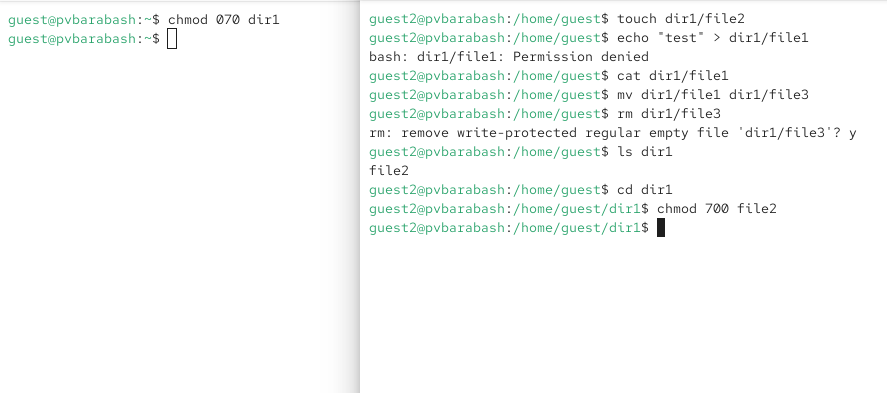 guest@pvbarabash:~$ chmod 070 dir1
guest@pvbarabash:~$
guest2@pvbarabash:/home/guest$ touch dir1/file2
guest2@pvbarabash:/home/guest$ echo "test" > dir1/file1
bash: dir1/file1: Permission denied
guest2@pvbarabash:/home/guest$ cat dir1/file1
guest2@pvbarabash:/home/guest$ mv dir1/file1 dir1/file3
guest2@pvbarabash:/home/guest$ rm dir1/file3
rm: remove write-protected regular empty file 'dir1/file3'? y
guest2@pvbarabash:/home/guest$ ls dir1
file2
guest2@pvbarabash:/home/guest$ cd dir1
guest2@pvbarabash:/home/guest/dir1$ chmod 700 file2
guest2@pvbarabash:/home/guest/dir1$